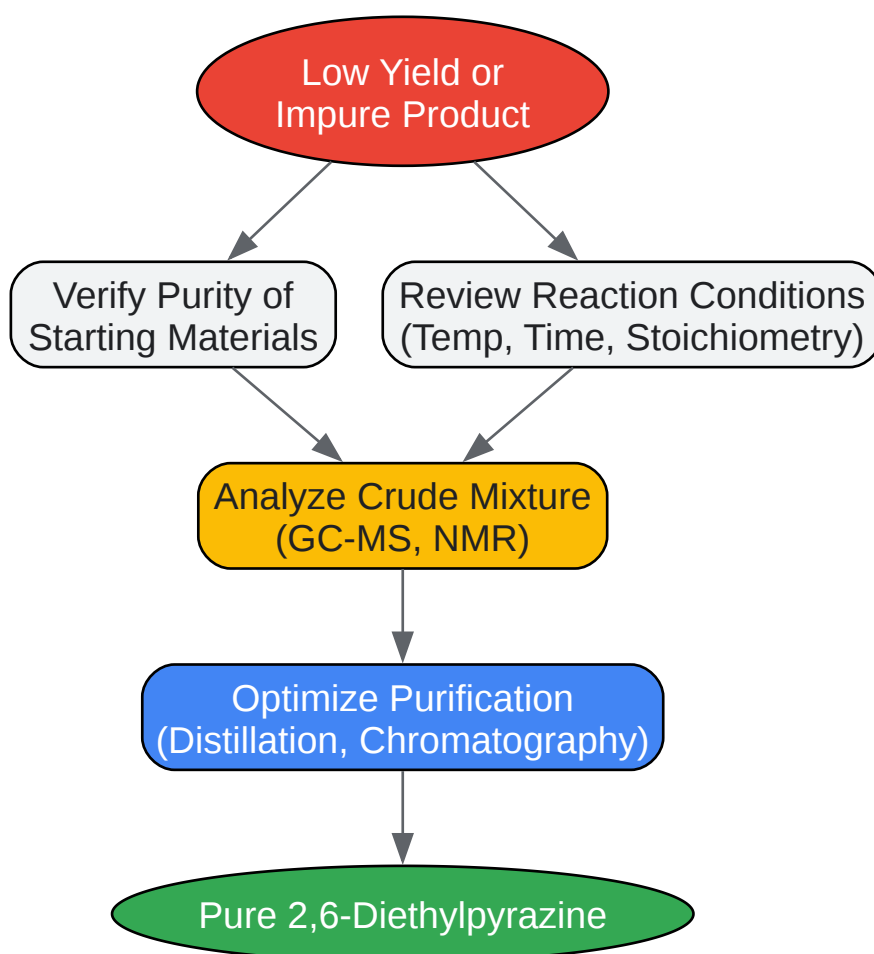 Low Yield or
Impure Product
Verify Purity of
Starting Materials
Review Reaction Conditions
(Temp, Time, Stoichiometry)
Analyze Crude Mixture
(GC-MS, NMR)
Optimize Purification
(Distillation, Chromatography)
Pure 2,6-Diethylpyrazine